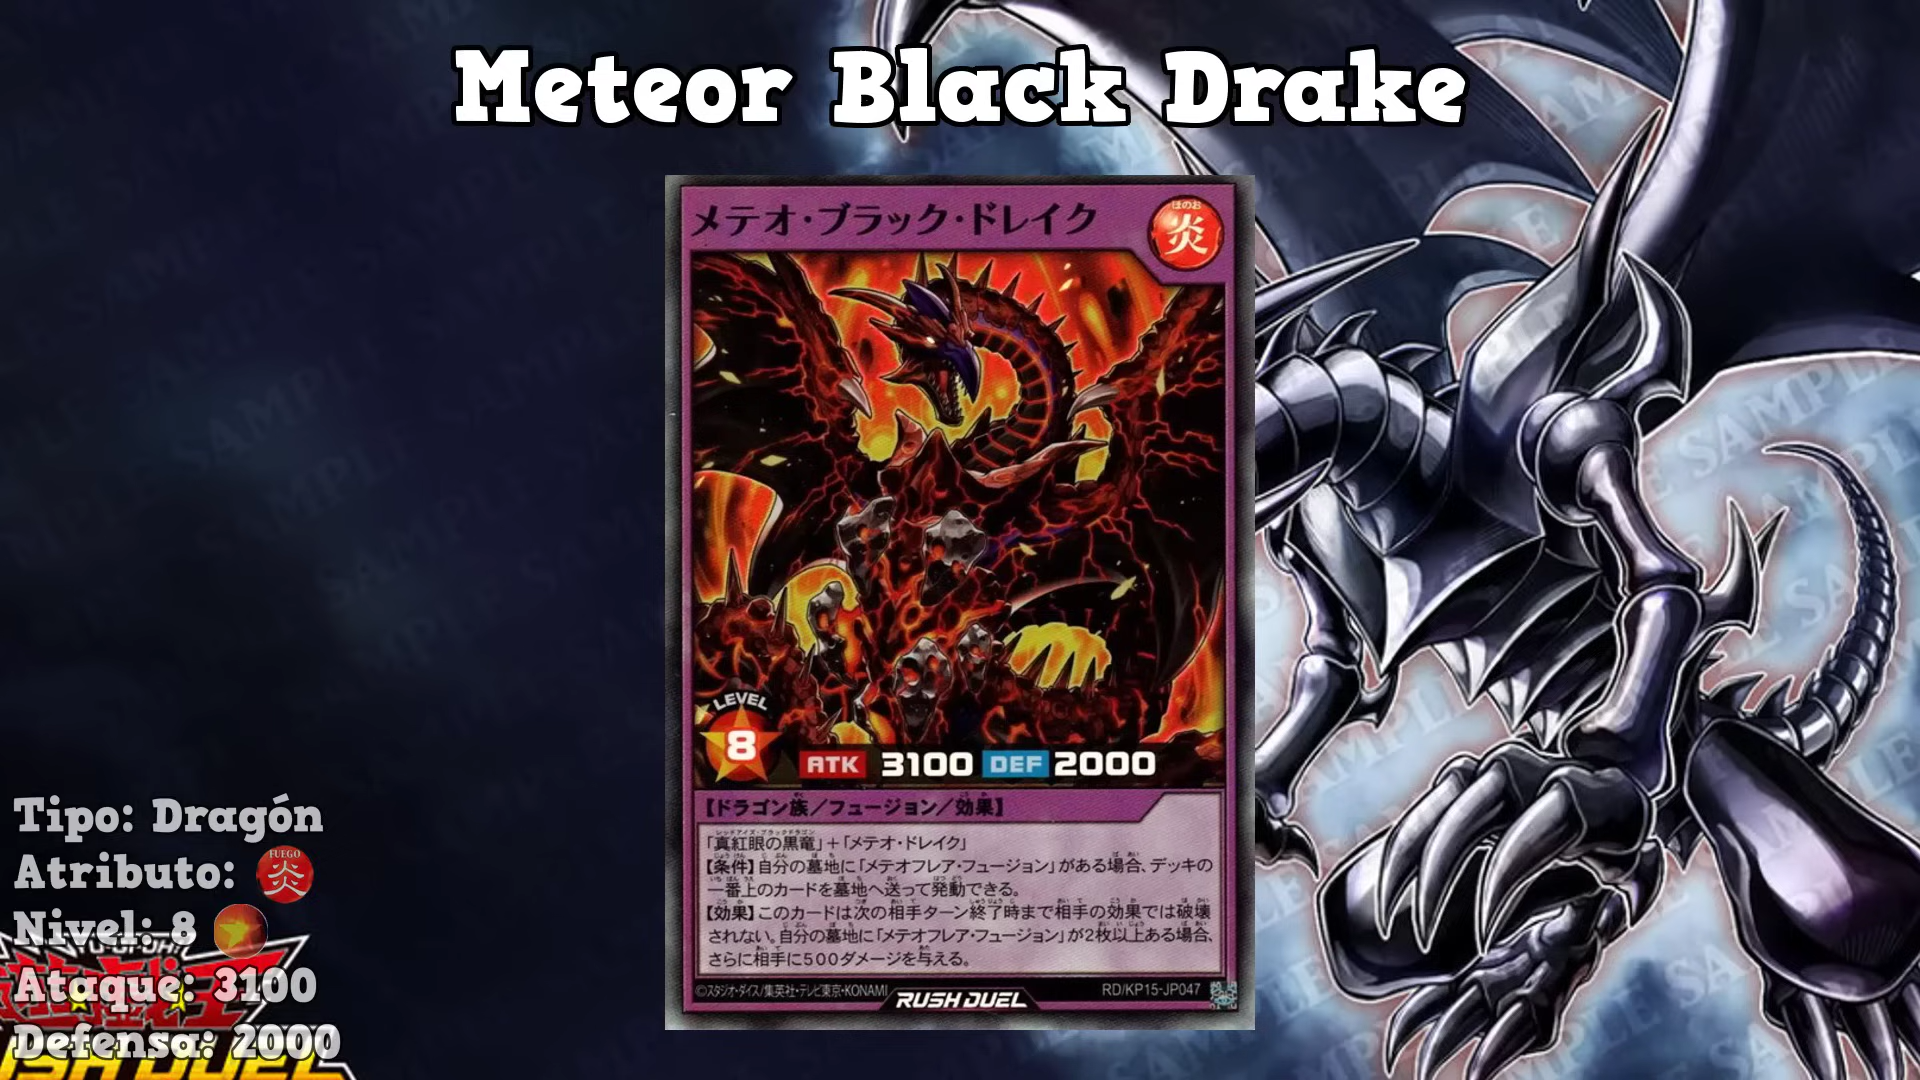 Meteor Black Drake
メテオ・ブラック・ドレイク
ほのお
炎
LEVEL
8
ATK 3100 DEF 2000
【ドラゴン族／フュージョン／効果】
「真紅眼の黒竜」＋「メテオ・ドレイク」
【条件】自分の墓地に「メテオフレア・フュージョン」がある場合、デッキの
一番上のカードを墓地へ送って発動できる。
【効果】このカードは次の相手ターン終了時まで相手の効果では破壊
されない。自分の墓地に「メテオフレア・フュージョン」が2枚以上ある場合、
さらに相手に500ダメージを与える。
©スタジオ・ダイス/集英社・テレビ東京・KONAMI
RUSH DUEL
RD/KP15-JP047
Tipo: Dragón
Atributo:
FUEGO
炎
Nivel: 8
Ataque: 3100
Defensa: 2000
SAMPLE